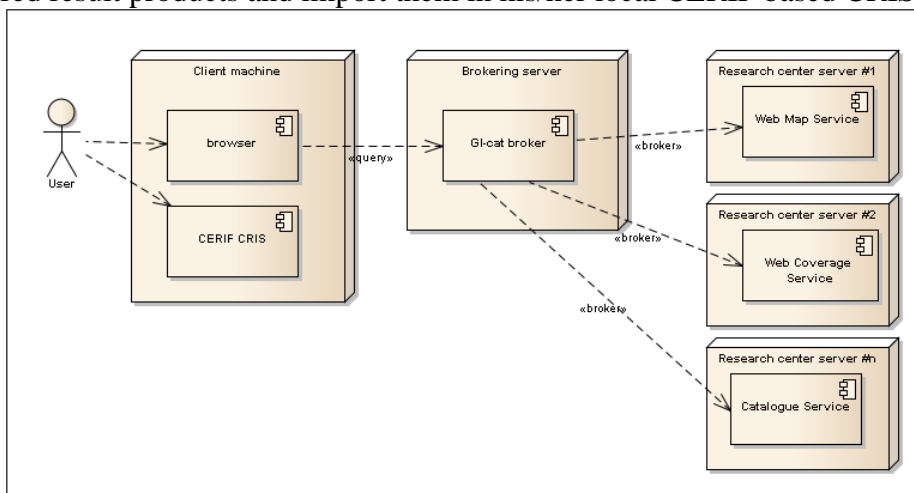 red result products and import them in his/her local CERIF-based CRIS
Client machine
Brokering server
Research center server #1
browser
GI-cat broker
Web Map Service
«query»
«broker»
User
Research center server #2
CERIF CRIS
«broker»
Web Coverage
Service
«broker»
Research center server #n
Catalogue Service